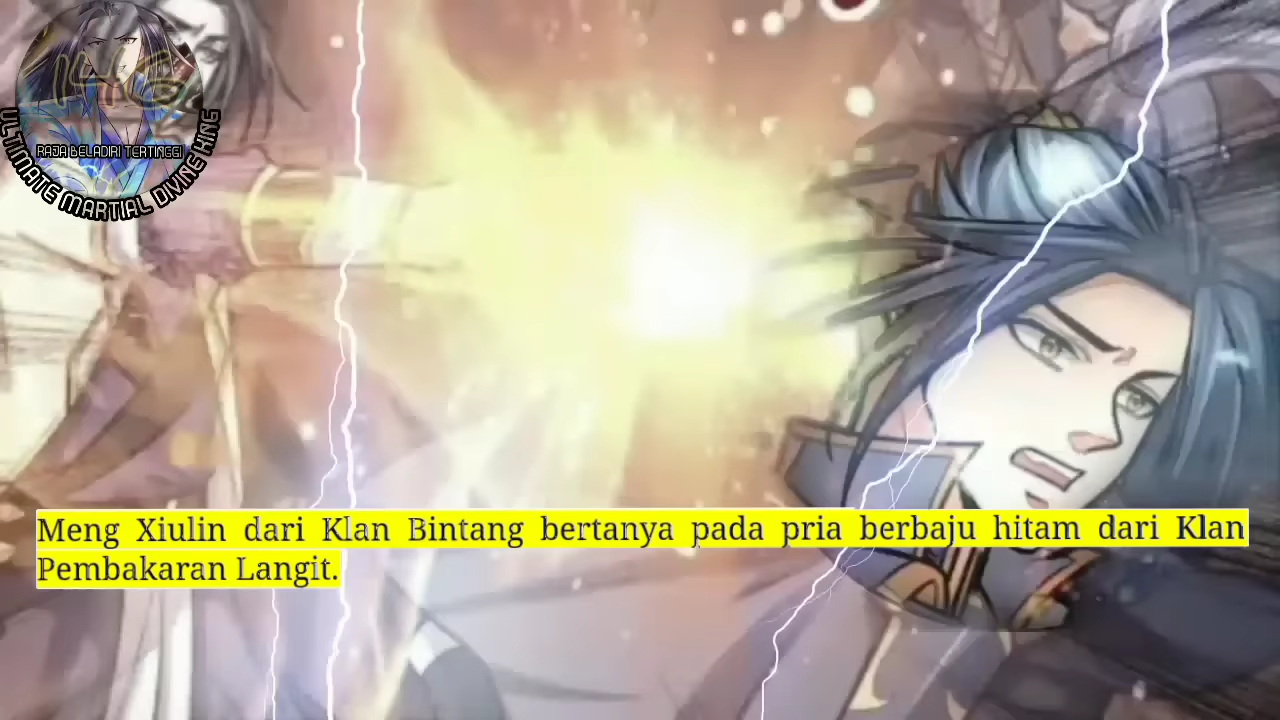 1416
RAJA BELADIRI TERTINGGI
ULTIMATE MARTIAL DIVINE KING
Meng Xiulin dari Klan Bintang bertanya pada pria berbaju hitam dari Klan
Pembakaran Langit.